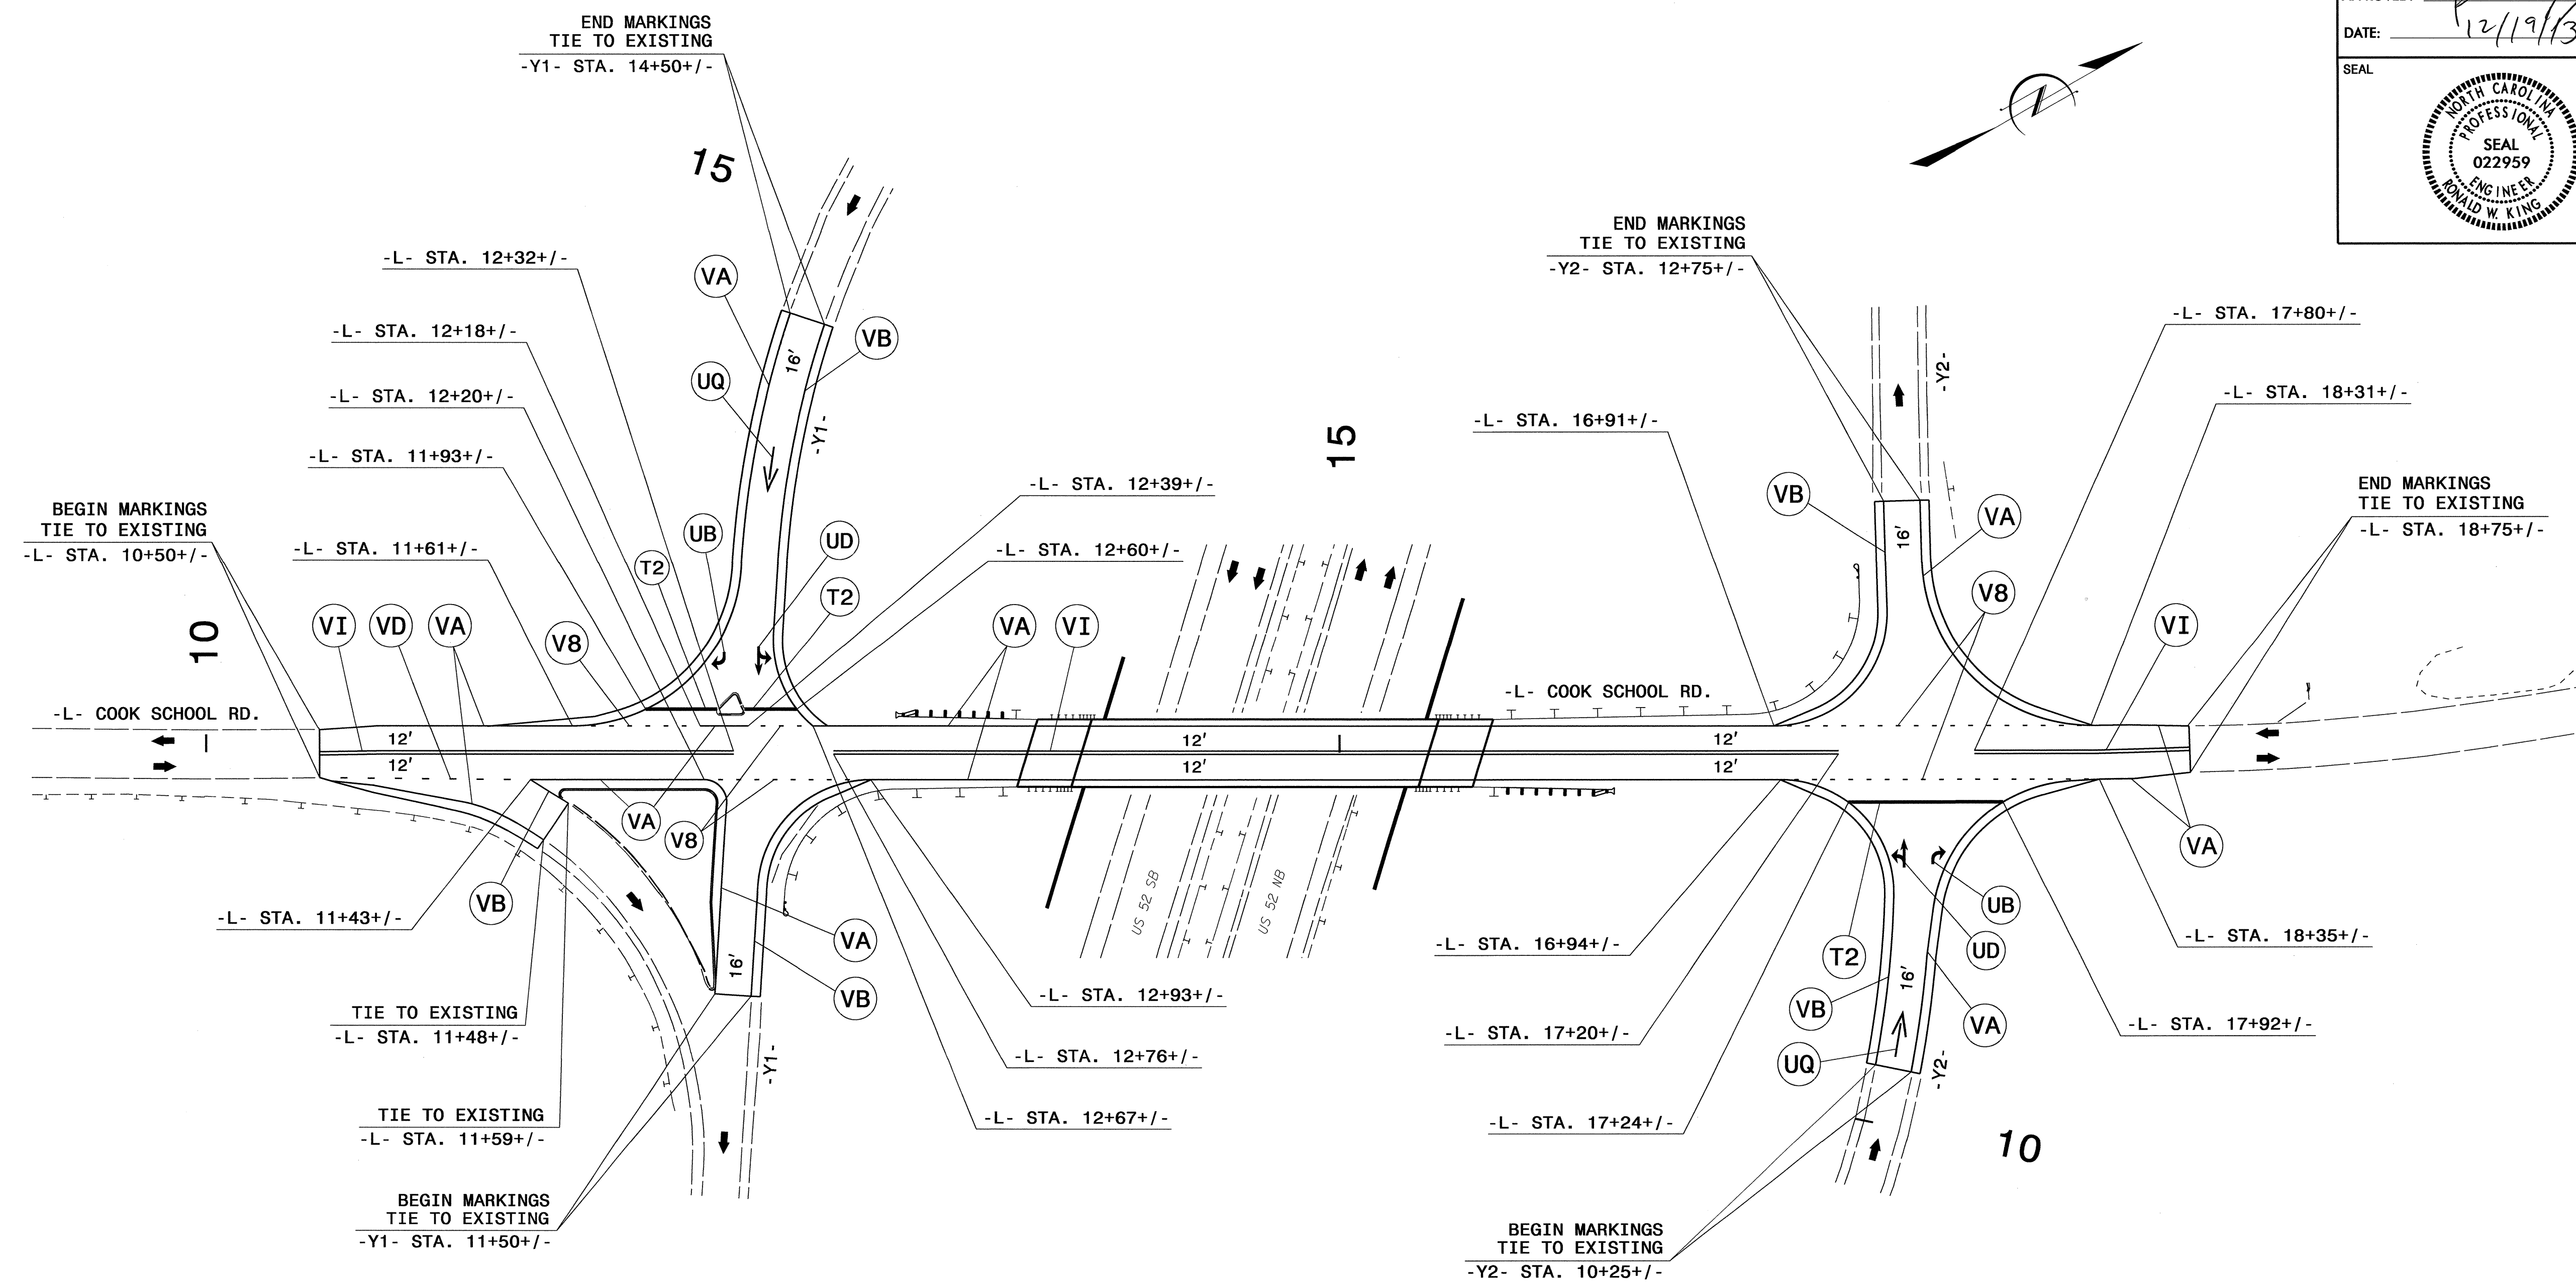 END MARKINGS
TIE TO EXISTING
-Y1- STA. 14+50+/-
DATE: 12/19/13
SEAL
NORTH CAROLINA
PROFESSIONAL
SEAL
022959
ENGINEER
RONALD W. KING
15
-L- STA. 12+32+/-
-L- STA. 12+18+/-
-L- STA. 12+20+/-
-L- STA. 11+93+/-
BEGIN MARKINGS
TIE TO EXISTING
-L- STA. 10+50+/-
-L- STA. 11+61+/-
VA
VB
16'
UQ
-Y1-
UB
UD
T2
T2
-L- STA. 12+39+/-
-L- STA. 12+60+/-
10
VI
VD
VA
V8
-L- COOK SCHOOL RD.
12'
12'
VA
VI
15
12'
12'
-L- COOK SCHOOL RD.
12'
12'
END MARKINGS
TIE TO EXISTING
-Y2- STA. 12+75+/-
-L- STA. 16+91+/-
-L- STA. 17+80+/-
-L- STA. 18+31+/-
END MARKINGS
TIE TO EXISTING
-L- STA. 18+75+/-
-Y2-
VB
VA
16'
V8
VI
VA
VA
V8
VB
-L- STA. 11+43+/-
VA
16'
VB
TIE TO EXISTING
-L- STA. 11+48+/-
TIE TO EXISTING
-L- STA. 11+59+/-
BEGIN MARKINGS
TIE TO EXISTING
-Y1- STA. 11+50+/-
-Y1-
US 52 SB
US 52 NB
-L- STA. 12+93+/-
-L- STA. 12+76+/-
-L- STA. 12+67+/-
-L- STA. 16+94+/-
-L- STA. 17+20+/-
-L- STA. 17+24+/-
T2
UB
UD
VB
16'
VA
UQ
-Y2-
-L- STA. 18+35+/-
-L- STA. 17+92+/-
10
BEGIN MARKINGS
TIE TO EXISTING
-Y2- STA. 10+25+/-